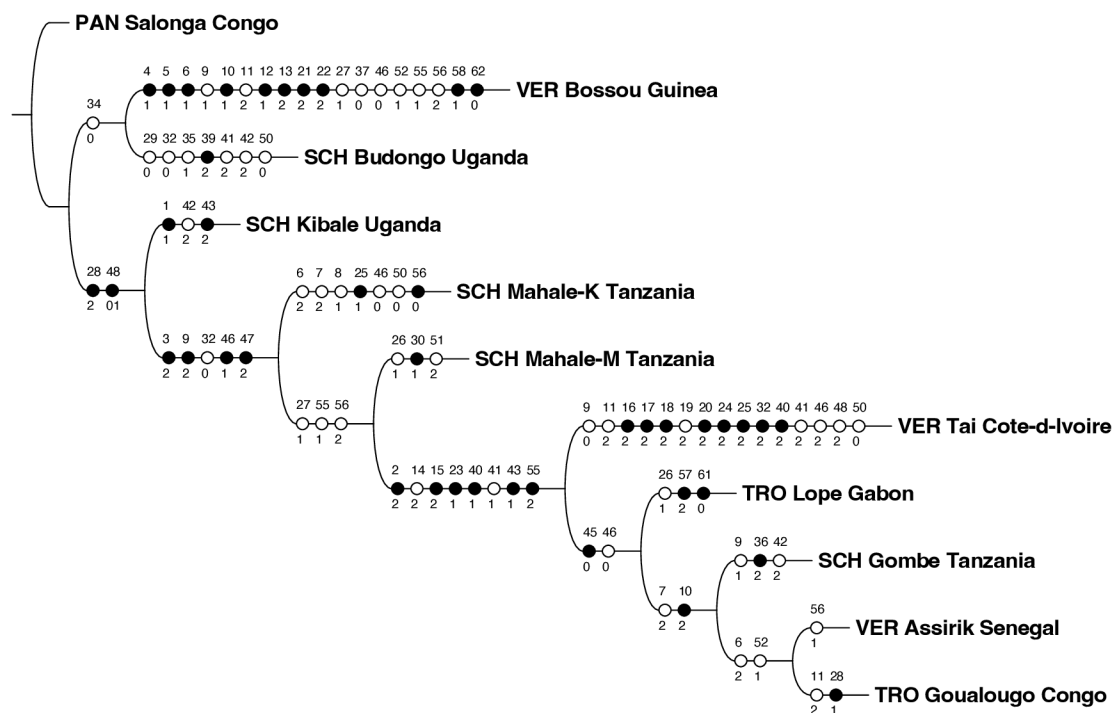 PAN Salonga Congo
4 5 6 9 10 11 12 13 21 22 27 37 46 52 55 56 58 62
VER Bossou Guinea
1 1 1 1 1 2 1 2 2 2 1 0 0 1 1 2 1 0
34
0
29 32 35 39 41 42 50
SCH Budongo Uganda
0 0 1 2 2 2 0
1 42 43
SCH Kibale Uganda
1 2 2
28 48
2 01
6 7 8 25 46 50 56
SCH Mahale-K Tanzania
2 2 1 1 0 0 0
3 9 32 46 47
2 2 0 1 2
26 30 51
SCH Mahale-M Tanzania
1 1 2
27 55 56
1 1 2
9 11 16 17 18 19 20 24 25 32 40 41 46 48 50
VER Tai Cote-d-Ivoire
0 2 2 2 2 2 2 2 2 2 2 2 2 2 0
2 14 15 23 40 41 43 55
2 2 2 1 1 1 1 2
26 57 61
TRO Lope Gabon
1 2 0
45 46
0 0
9 36 42
SCH Gombe Tanzania
1 2 2
7 10
2 2
56
VER Assirik Senegal
1
6 52
2 1
11 28
TRO Goualougo Congo
2 1